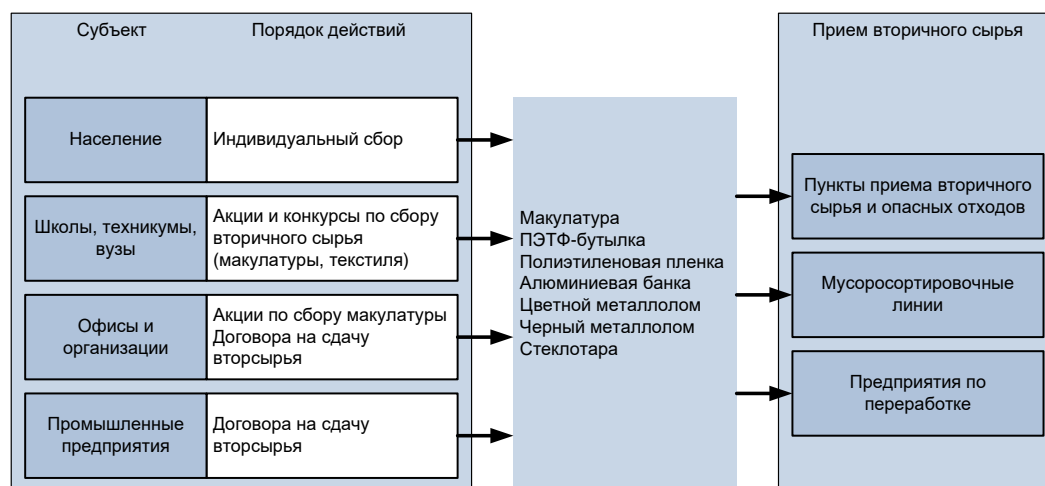 Субъект
Порядок действий
Население
Индивидуальный сбор
Школы, техникумы,
вузы
Акции и конкурсы по сбору
вторичного сырья
(макулатуры, текстиля)
Офисы и
организации
Акции по сбору макулатуры
Договора на сдачу
вторсырья
Промышленные
предприятия
Договора на сдачу
вторсырья
Макулатура
ПЭТФ-бутылка
Полиэтиленовая пленка
Алюминиевая банка
Цветной металлолом
Черный металлолом
Стеклотара
Прием вторичного сырья
Пункты приема вторичного
сырья и опасных отходов
Мусоросортировочные
линии
Предприятия по
переработке